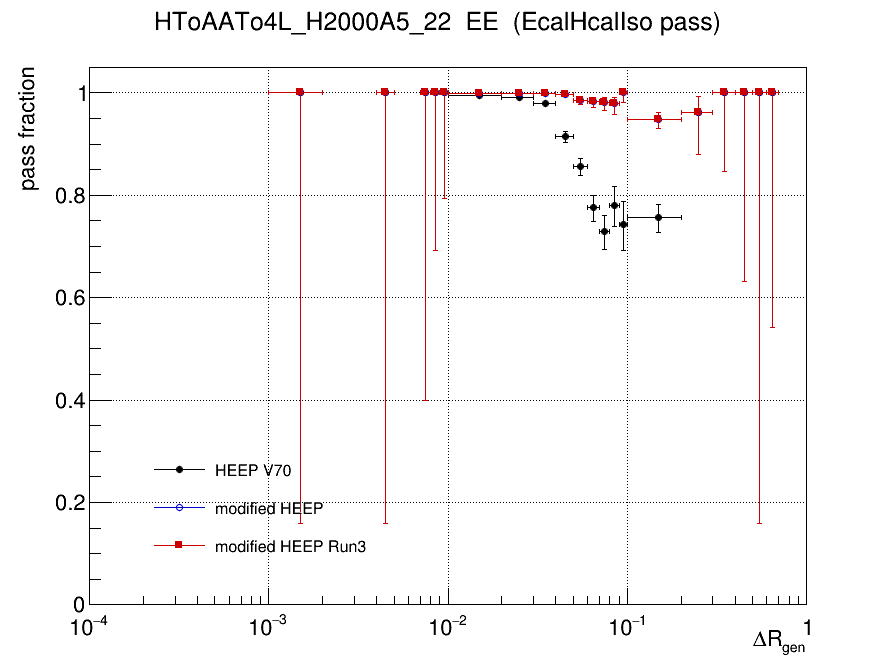 HToAATo4L_H2000A5_22 EE (EcalHcalIso pass)
pass fraction
1
0.8
0.6
0.4
0.2
0
HEEP V70
modified HEEP
modified HEEP Run3
10⁻⁴ 10⁻³ 10⁻² 10⁻¹ 1
ΔR_gen